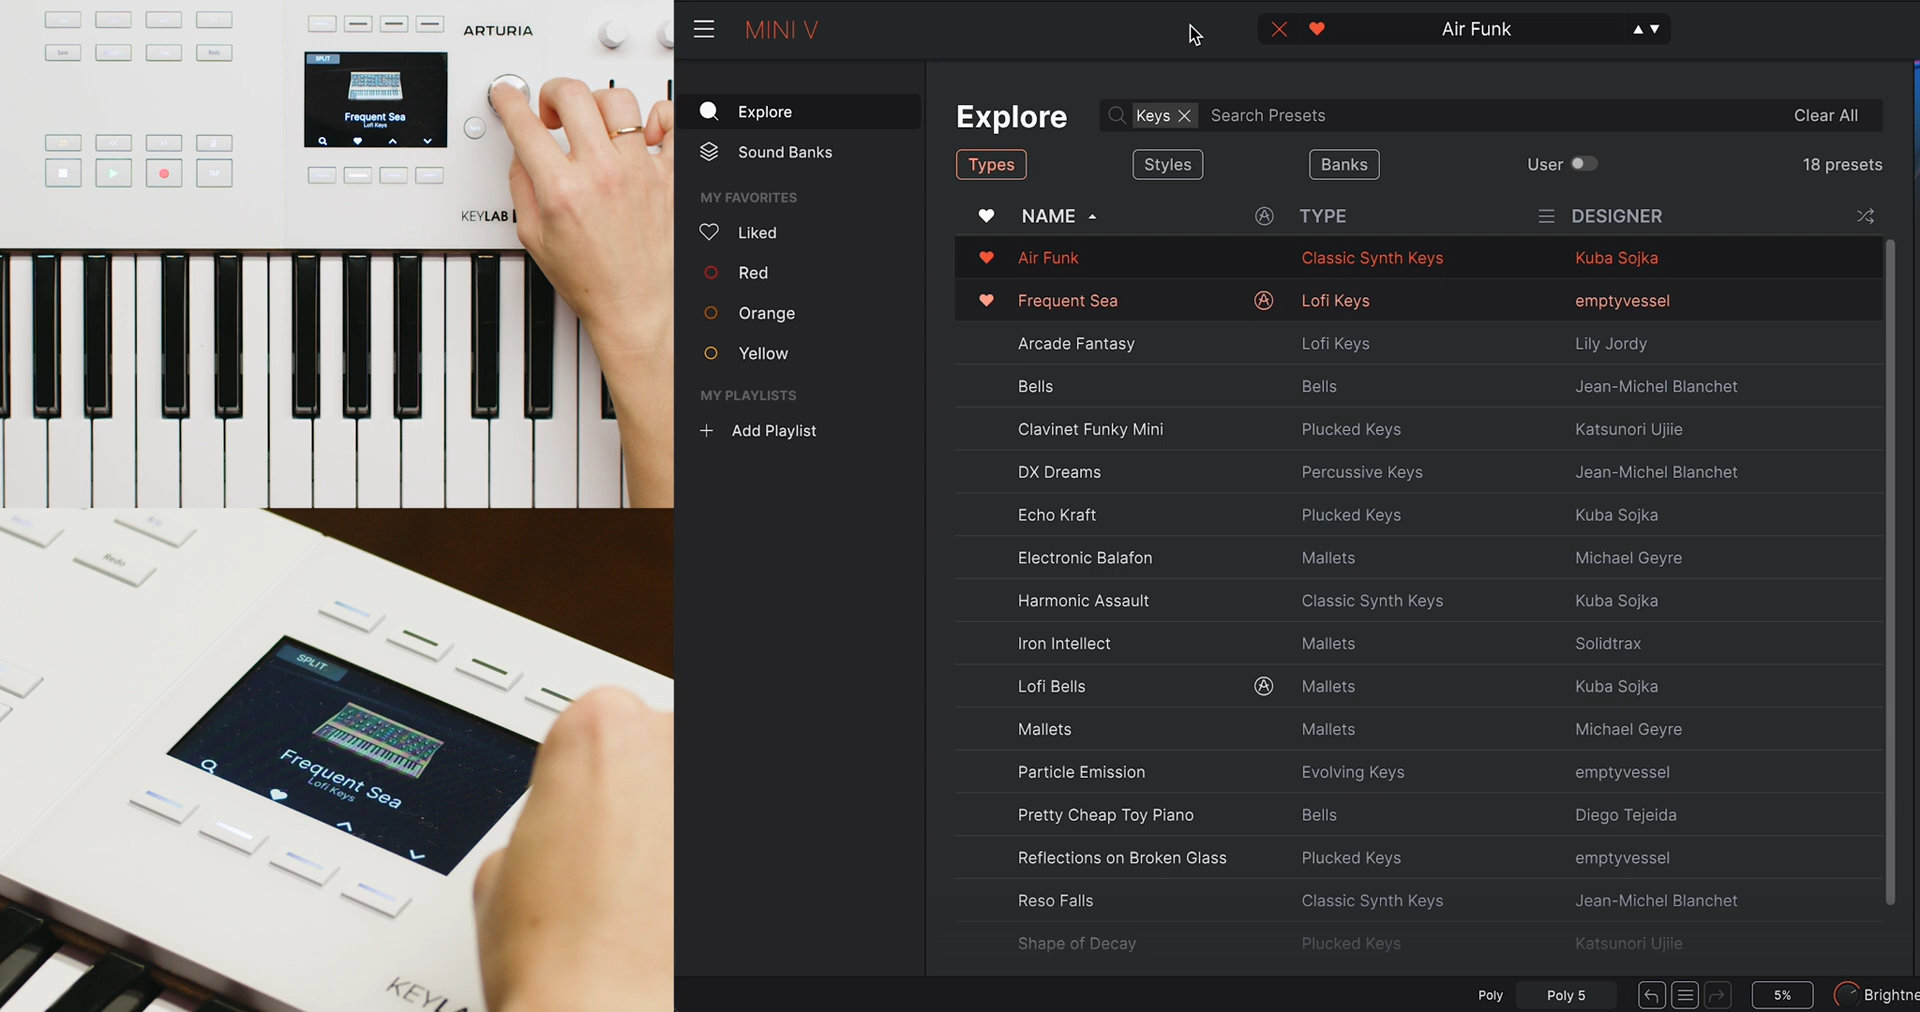 ARTURIA
SPLIT
Frequent Sea
Lofi Keys
KEYLAB
Redo
SPLIT
Frequent Sea
Lofi Keys
MINI V
Air Funk
Explore
Sound Banks
MY FAVORITES
Liked
Red
Orange
Yellow
MY PLAYLISTS
Add Playlist
Explore
Keys
Search Presets
Clear All
Types
Styles
Banks
User
18 presets
NAME TYPE DESIGNER
Air Funk Classic Synth Keys Kuba Sojka
Frequent Sea Lofi Keys emptyvessel
Arcade Fantasy Lofi Keys Lily Jordy
Bells Bells Jean-Michel Blanchet
Clavinet Funky Mini Plucked Keys Katsunori Ujiie
DX Dreams Percussive Keys Jean-Michel Blanchet
Echo Kraft Plucked Keys Kuba Sojka
Electronic Balafon Mallets Michael Geyre
Harmonic Assault Classic Synth Keys Kuba Sojka
Iron Intellect Mallets Solidtrax
Lofi Bells Mallets Kuba Sojka
Mallets Mallets Michael Geyre
Particle Emission Evolving Keys emptyvessel
Pretty Cheap Toy Piano Bells Diego Tejeida
Reflections on Broken Glass Plucked Keys emptyvessel
Reso Falls Classic Synth Keys Jean-Michel Blanchet
Shape of Decay Plucked Keys Katsunori Ujiie
Poly
Poly 5
5%
Brightne